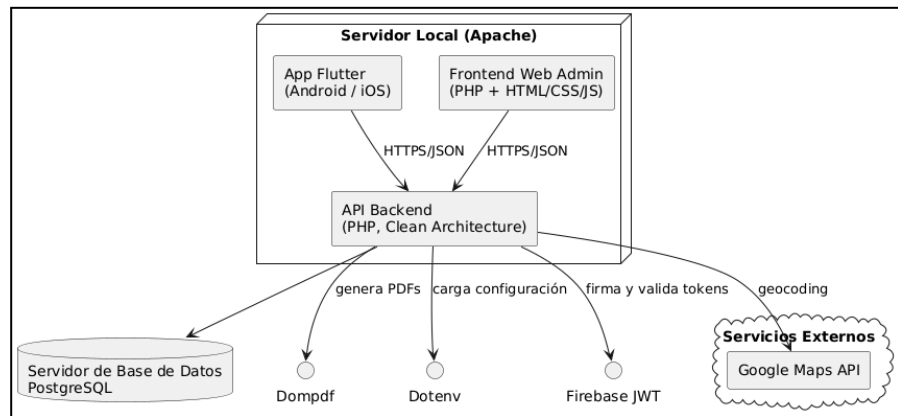 Servidor Local (Apache)
App Flutter
(Android / iOS)
Frontend Web Admin
(PHP + HTML/CSS/JS)
HTTPS/JSON
HTTPS/JSON
API Backend
(PHP, Clean Architecture)
genera PDFs
carga configuración
firma y valida tokens
geocoding
Servidor de Base de Datos
PostgreSQL
Dompdf
Dotenv
Firebase JWT
Servicios Externos
Google Maps API